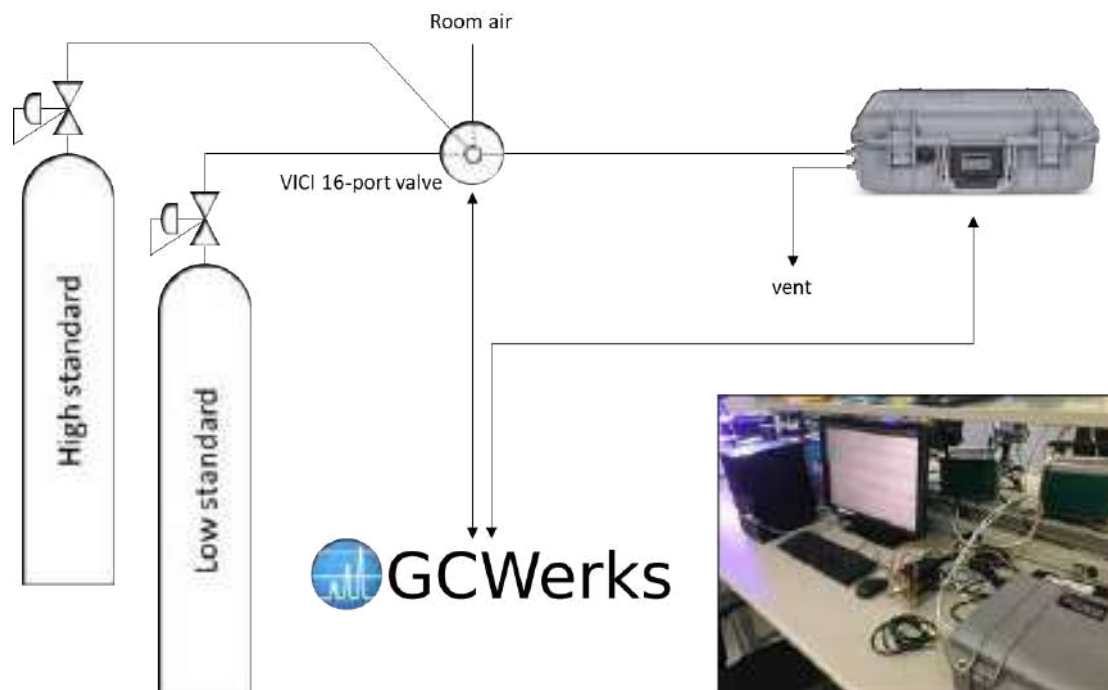 Room air
VICI 16-port valve
vent
High standard
Low standard
GCWerks